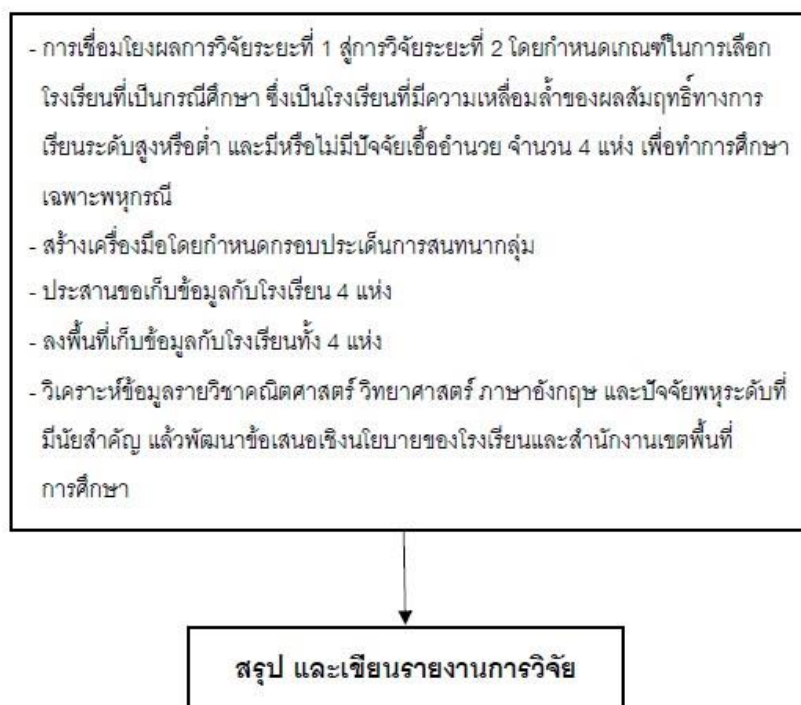 - การเชื่อมโยงผลการวิจัยระยะที่ 1 สู่การวิจัยระยะที่ 2 โดยกำหนดเกณฑ์ในการเลือก
โรงเรียนที่เป็นกรณีศึกษา ซึ่งเป็นโรงเรียนที่มีความเหลื่อมล้ำของผลสัมฤทธิ์ทางการ
เรียนระดับสูงหรือต่ำ และมีหรือไม่มีปัจจัยเอื้ออำนวย จำนวน 4 แห่ง เพื่อทำการศึกษา
เฉพาะพหุกรณี
- สร้างเครื่องมือโดยกำหนดกรอบประเด็นการสนทนากลุ่ม
- ประสานขอเก็บข้อมูลกับโรงเรียน 4 แห่ง
- ลงพื้นที่เก็บข้อมูลกับโรงเรียนทั้ง 4 แห่ง
- วิเคราะห์ข้อมูลรายวิชาคณิตศาสตร์ วิทยาศาสตร์ ภาษาอังกฤษ และปัจจัยพหุระดับที่
มีนัยสำคัญ แล้วพัฒนาข้อเสนอเชิงนโยบายของโรงเรียนและสำนักงานเขตพื้นที่
การศึกษา
สรุป และเขียนรายงานการวิจัย